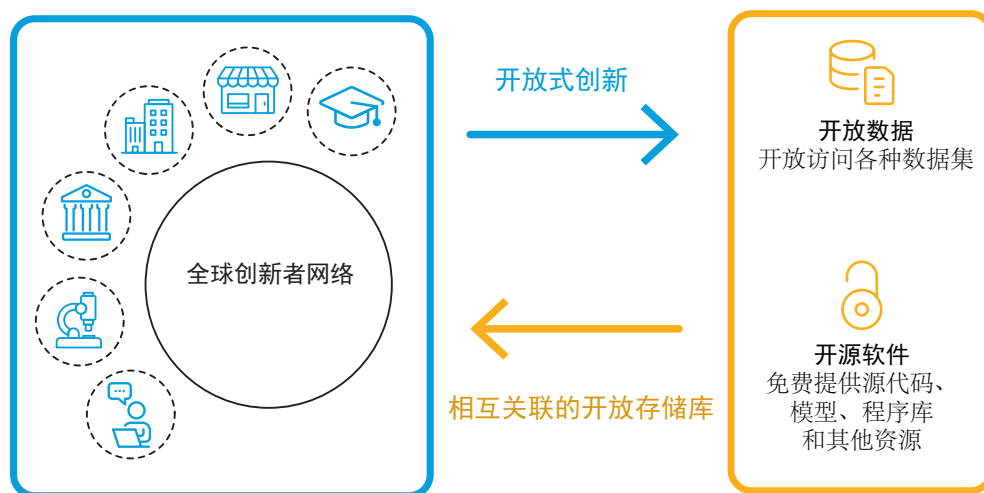 全球创新者网络
开放式创新
相互关联的开放存储库
开放数据
开放访问各种数据集
开源软件
免费提供源代码、
模型、程序库
和其他资源